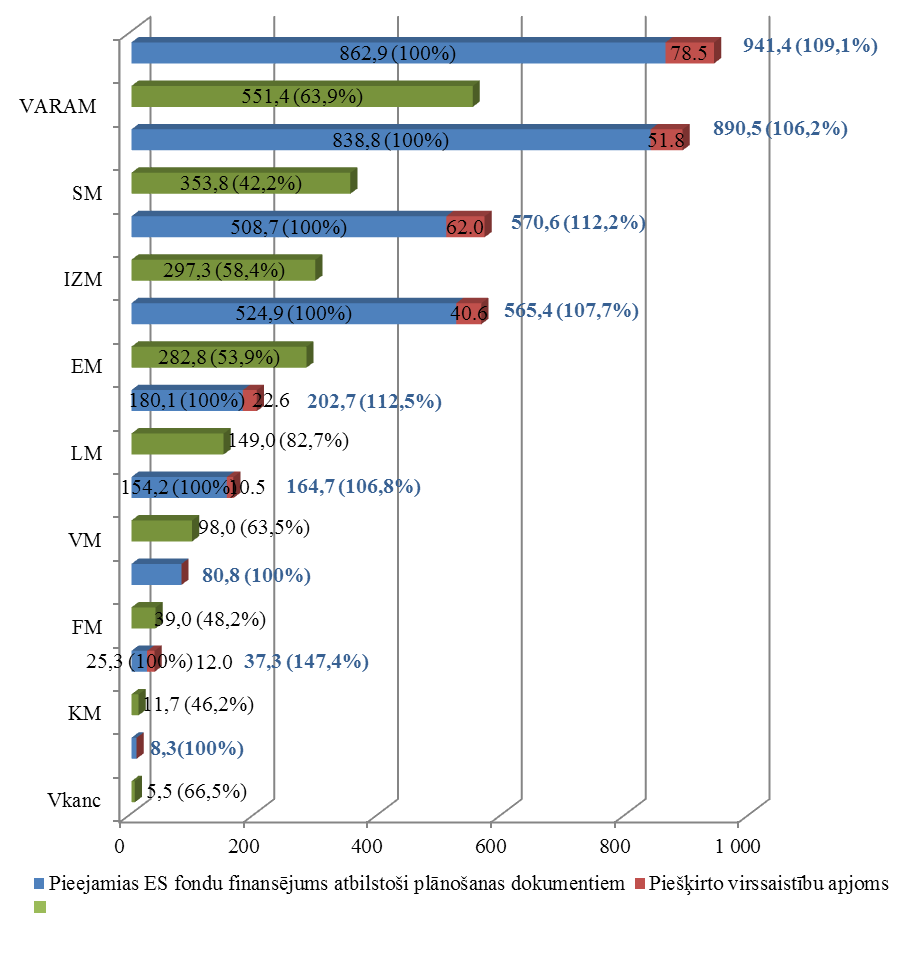 862,9 (100%) 78.5 941,4 (109,1%)
VARAM 551,4 (63,9%)
838,8 (100%) 51.8 890,5 (106,2%)
SM 353,8 (42,2%)
508,7 (100%) 62.0 570,6 (112,2%)
IZM 297,3 (58,4%)
524,9 (100%) 40.6 565,4 (107,7%)
EM 282,8 (53,9%)
180,1 (100%) 22.6 202,7 (112,5%)
LM 149,0 (82,7%)
154,2 (100%) 10.5 164,7 (106,8%)
VM 98,0 (63,5%)
80,8 (100%)
FM 39,0 (48,2%)
25,3 (100%) 12.0 37,3 (147,4%)
KM 11,7 (46,2%)
8,3(100%)
Vkanc 5,5 (66,5%)
0 200 400 600 800 1 000
Pieejamias ES fondu finansējums atbilstoši plānošanas dokumentiem Piešķirto virssaistību apjoms